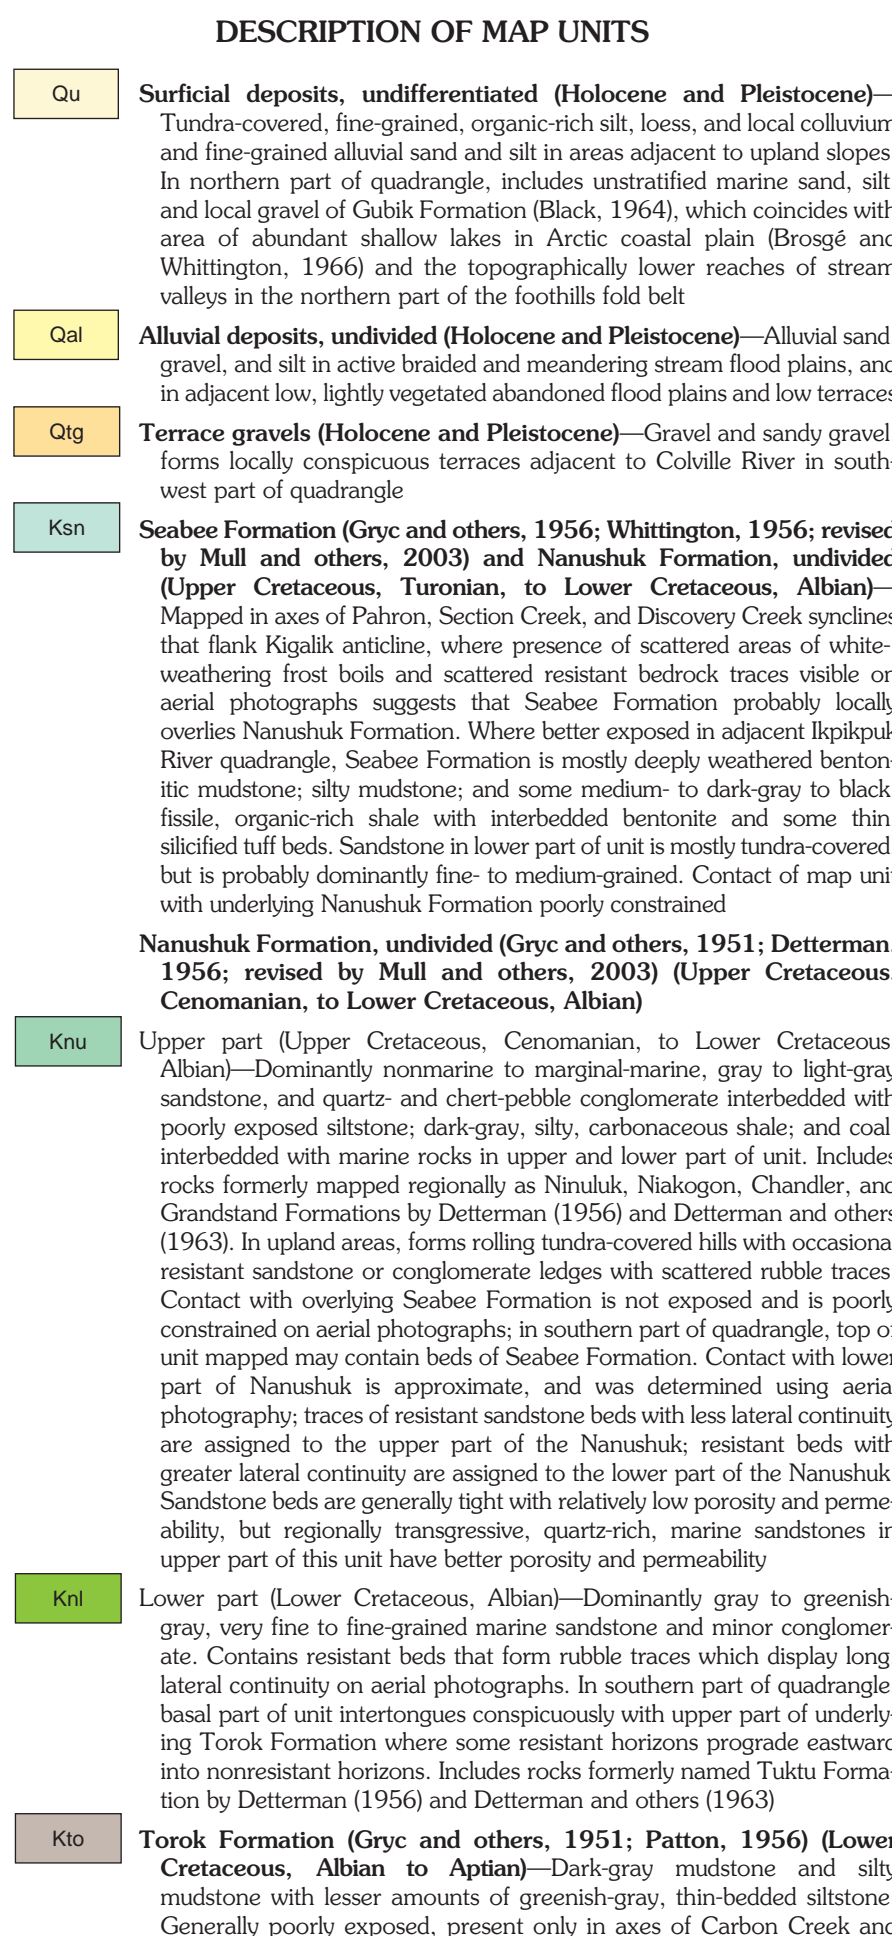 DESCRIPTION OF MAP UNITS
Qu
Surficial deposits, undifferentiated (Holocene and Pleistocene)—
Tundra-covered, fine-grained, organic-rich silt, loess, and local colluvium
and fine-grained alluvial sand and silt in areas adjacent to upland slopes
In northern part of quadrangle, includes unstratified marine sand, silt
and local gravel of Gubik Formation (Black, 1964), which coincides with
area of abundant shallow lakes in Arctic coastal plain (Brosgé and
Whittington, 1966) and the topographically lower reaches of stream
valleys in the northern part of the foothills fold belt
Qal
Alluvial deposits, undivided (Holocene and Pleistocene)—Alluvial sand
gravel, and silt in active braided and meandering stream flood plains, and
in adjacent low, lightly vegetated abandoned flood plains and low terraces
Qtg
Terrace gravels (Holocene and Pleistocene)—Gravel and sandy gravel
forms locally conspicuous terraces adjacent to Colville River in south-
west part of quadrangle
Ksn
Seabee Formation (Gryc and others, 1956; Whittington, 1956; revised
by Mull and others, 2003) and Nanushuk Formation, undivided
(Upper Cretaceous, Turonian, to Lower Cretaceous, Albian)—
Mapped in axes of Pahron, Section Creek, and Discovery Creek synclines
that flank Kigalik anticline, where presence of scattered areas of white-
weathering frost boils and scattered resistant bedrock traces visible on
aerial photographs suggests that Seabee Formation probably locally
overlies Nanushuk Formation. Where better exposed in adjacent Ikpikpuk
River quadrangle, Seabee Formation is mostly deeply weathered benton-
itic mudstone; silty mudstone; and some medium- to dark-gray to black
fissile, organic-rich shale with interbedded bentonite and some thin
silicified tuff beds. Sandstone in lower part of unit is mostly tundra-covered
but is probably dominantly fine- to medium-grained. Contact of map unit
with underlying Nanushuk Formation poorly constrained
Nanushuk Formation, undivided (Gryc and others, 1951; Detterman,
1956; revised by Mull and others, 2003) (Upper Cretaceous,
Cenomanian, to Lower Cretaceous, Albian)
Knu
Upper part (Upper Cretaceous, Cenomanian, to Lower Cretaceous
Albian)—Dominantly nonmarine to marginal-marine, gray to light-gray
sandstone, and quartz- and chert-pebble conglomerate interbedded with
poorly exposed siltstone; dark-gray, silty, carbonaceous shale; and coal
interbedded with marine rocks in upper and lower part of unit. Includes
rocks formerly mapped regionally as Ninuluk, Niakogon, Chandler, and
Grandstand Formations by Detterman (1956) and Detterman and others
(1963). In upland areas, forms rolling tundra-covered hills with occasiona
resistant sandstone or conglomerate ledges with scattered rubble traces
Contact with overlying Seabee Formation is not exposed and is poorly
constrained on aerial photographs; in southern part of quadrangle, top of
unit mapped may contain beds of Seabee Formation. Contact with lower
part of Nanushuk is approximate, and was determined using aeria
photography; traces of resistant sandstone beds with less lateral continuity
are assigned to the upper part of the Nanushuk; resistant beds with
greater lateral continuity are assigned to the lower part of the Nanushuk
Sandstone beds are generally tight with relatively low porosity and perme-
ability, but regionally transgressive, quartz-rich, marine sandstones in
upper part of this unit have better porosity and permeability
Knl
Lower part (Lower Cretaceous, Albian)—Dominantly gray to greenish-
gray, very fine to fine-grained marine sandstone and minor conglomer-
ate. Contains resistant beds that form rubble traces which display long
lateral continuity on aerial photographs. In southern part of quadrangle
basal part of unit intertongues conspicuously with upper part of underly-
ing Torok Formation where some resistant horizons prograde eastward
into nonresistant horizons. Includes rocks formerly named Tuktu Forma-
tion by Detterman (1956) and Detterman and others (1963)
Kto
Torok Formation (Gryc and others, 1951; Patton, 1956) (Lower
Cretaceous, Albian to Aptian)—Dark-gray mudstone and silty
mudstone with lesser amounts of greenish-gray, thin-bedded siltstone
Generally poorly exposed, present only in axes of Carbon Creek and